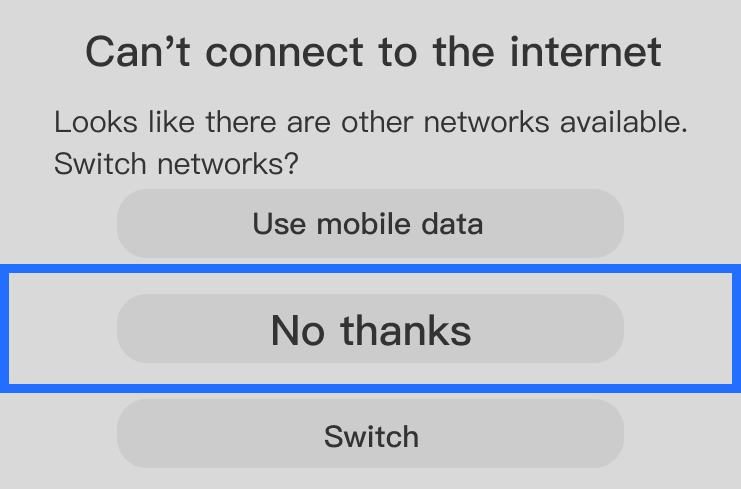 Can’t connect to the internet
Looks like there are other networks available.
Switch networks?
Use mobile data
No thanks
Switch